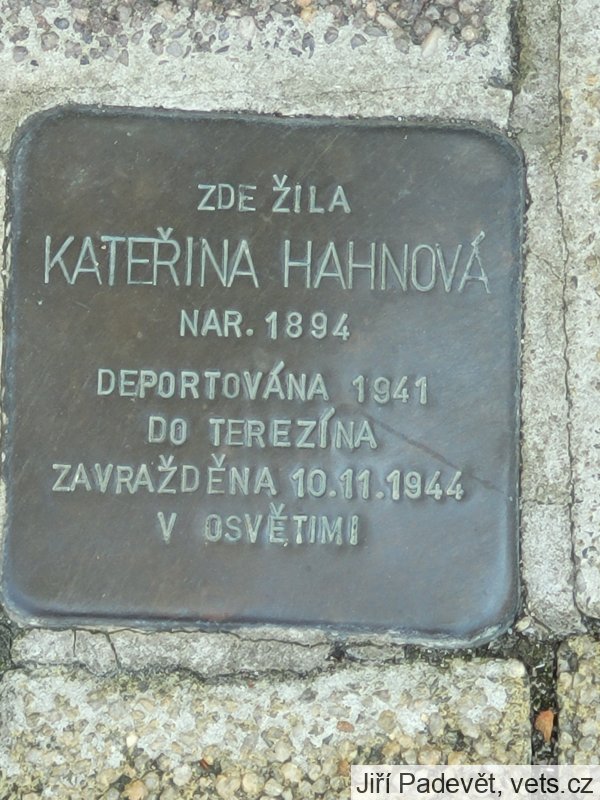 ZDE ŽILA
KATEŘINA HAHNOVÁ
NAR. 1894
DEPORTOVÁNA 1941
DO TEREZÍNA
ZAVRAŽDĚNA 10.11.1944
V OSVĚTIMI
Jiří Padevět, vets.cz